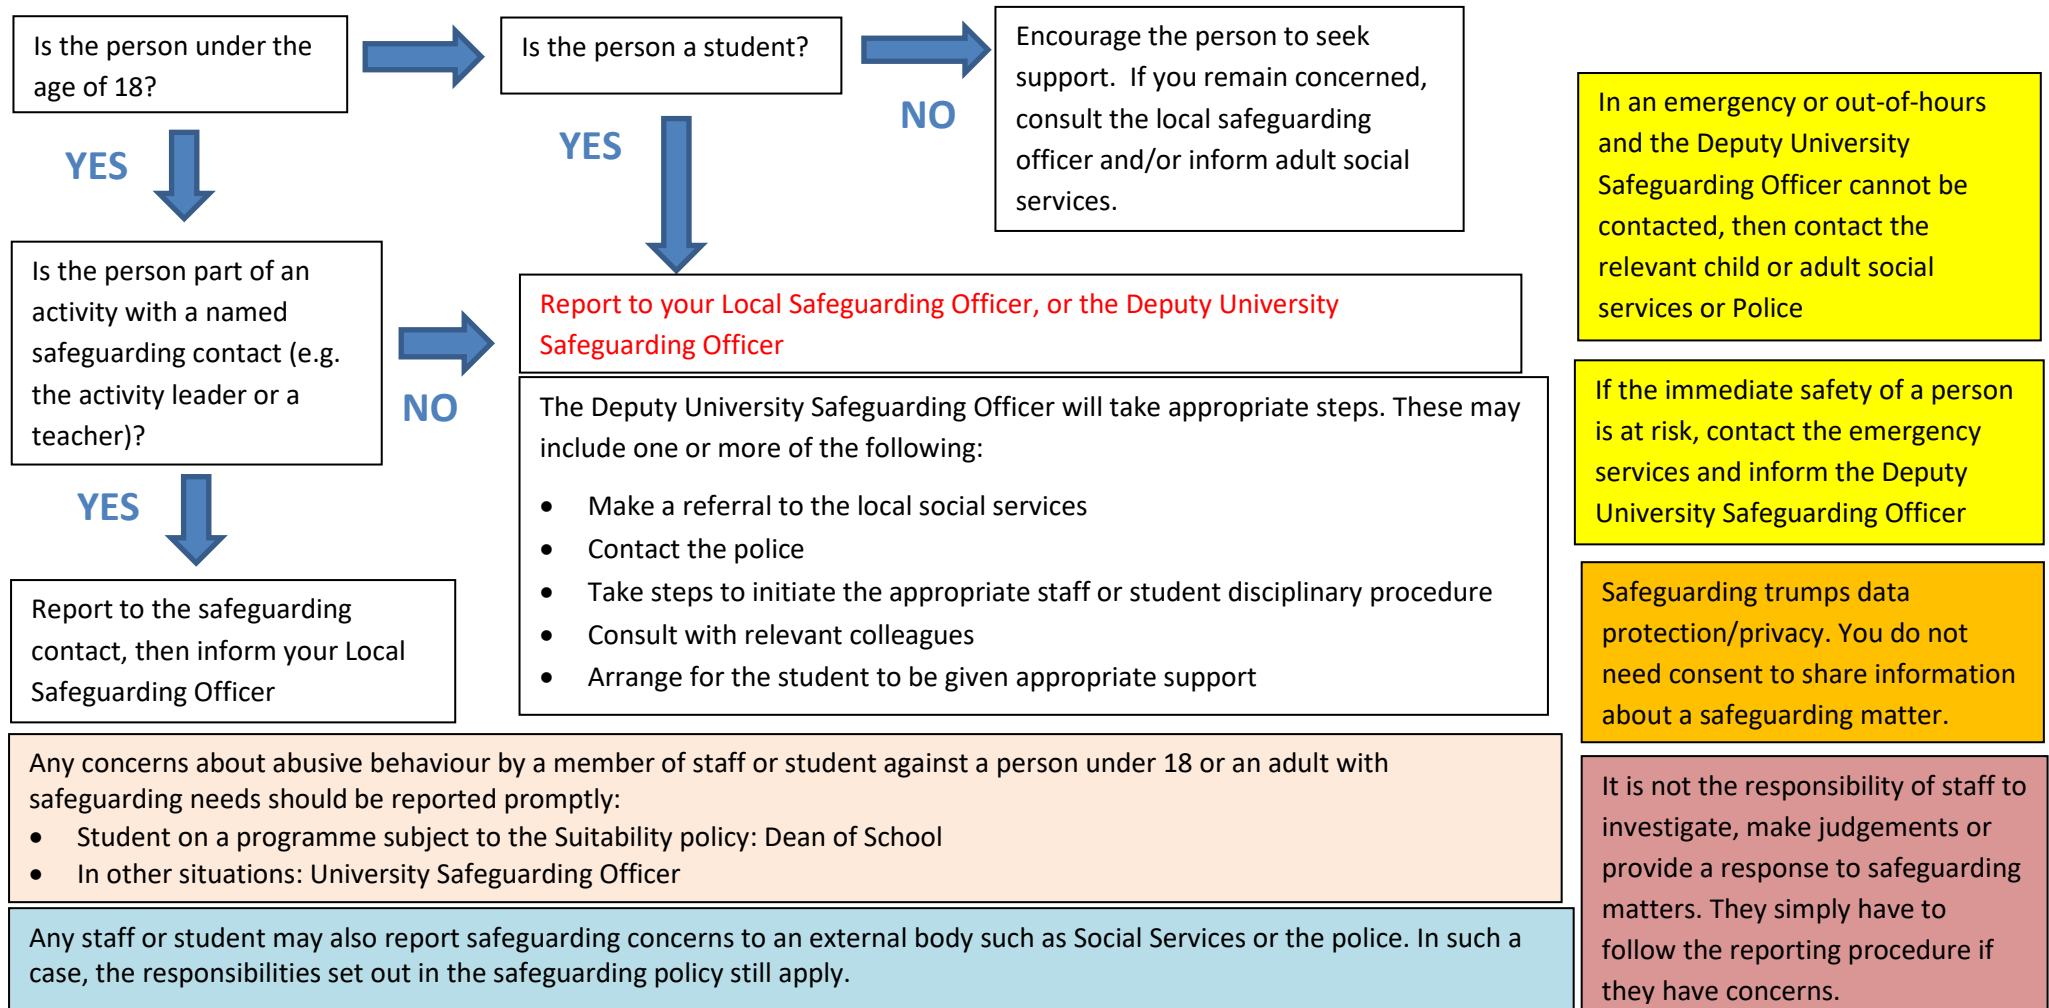 Is the person under the
age of 18?
Is the person a student?
Encourage the person to seek
support.  If you remain concerned,
consult the local safeguarding
officer and/or inform adult social
services.
NO
YES
YES
Is the person part of an
activity with a named
safeguarding contact (e.g.
the activity leader or a
teacher)?
NO
YES
Report to the safeguarding
contact, then inform your Local
Safeguarding Officer
Report to your Local Safeguarding Officer, or the Deputy University
Safeguarding Officer
The Deputy University Safeguarding Officer will take appropriate steps. These may
include one or more of the following:
• Make a referral to the local social services
• Contact the police
• Take steps to initiate the appropriate staff or student disciplinary procedure
• Consult with relevant colleagues
• Arrange for the student to be given appropriate support
Any concerns about abusive behaviour by a member of staff or student against a person under 18 or an adult with
safeguarding needs should be reported promptly:
• Student on a programme subject to the Suitability policy: Dean of School
• In other situations: University Safeguarding Officer
Any staff or student may also report safeguarding concerns to an external body such as Social Services or the police. In such a
case, the responsibilities set out in the safeguarding policy still apply.
In an emergency or out-of-hours
and the Deputy University
Safeguarding Officer cannot be
contacted, then contact the
relevant child or adult social
services or Police
If the immediate safety of a person
is at risk, contact the emergency
services and inform the Deputy
University Safeguarding Officer
Safeguarding trumps data
protection/privacy. You do not
need consent to share information
about a safeguarding matter.
It is not the responsibility of staff to
investigate, make judgements or
provide a response to safeguarding
matters. They simply have to
follow the reporting procedure if
they have concerns.